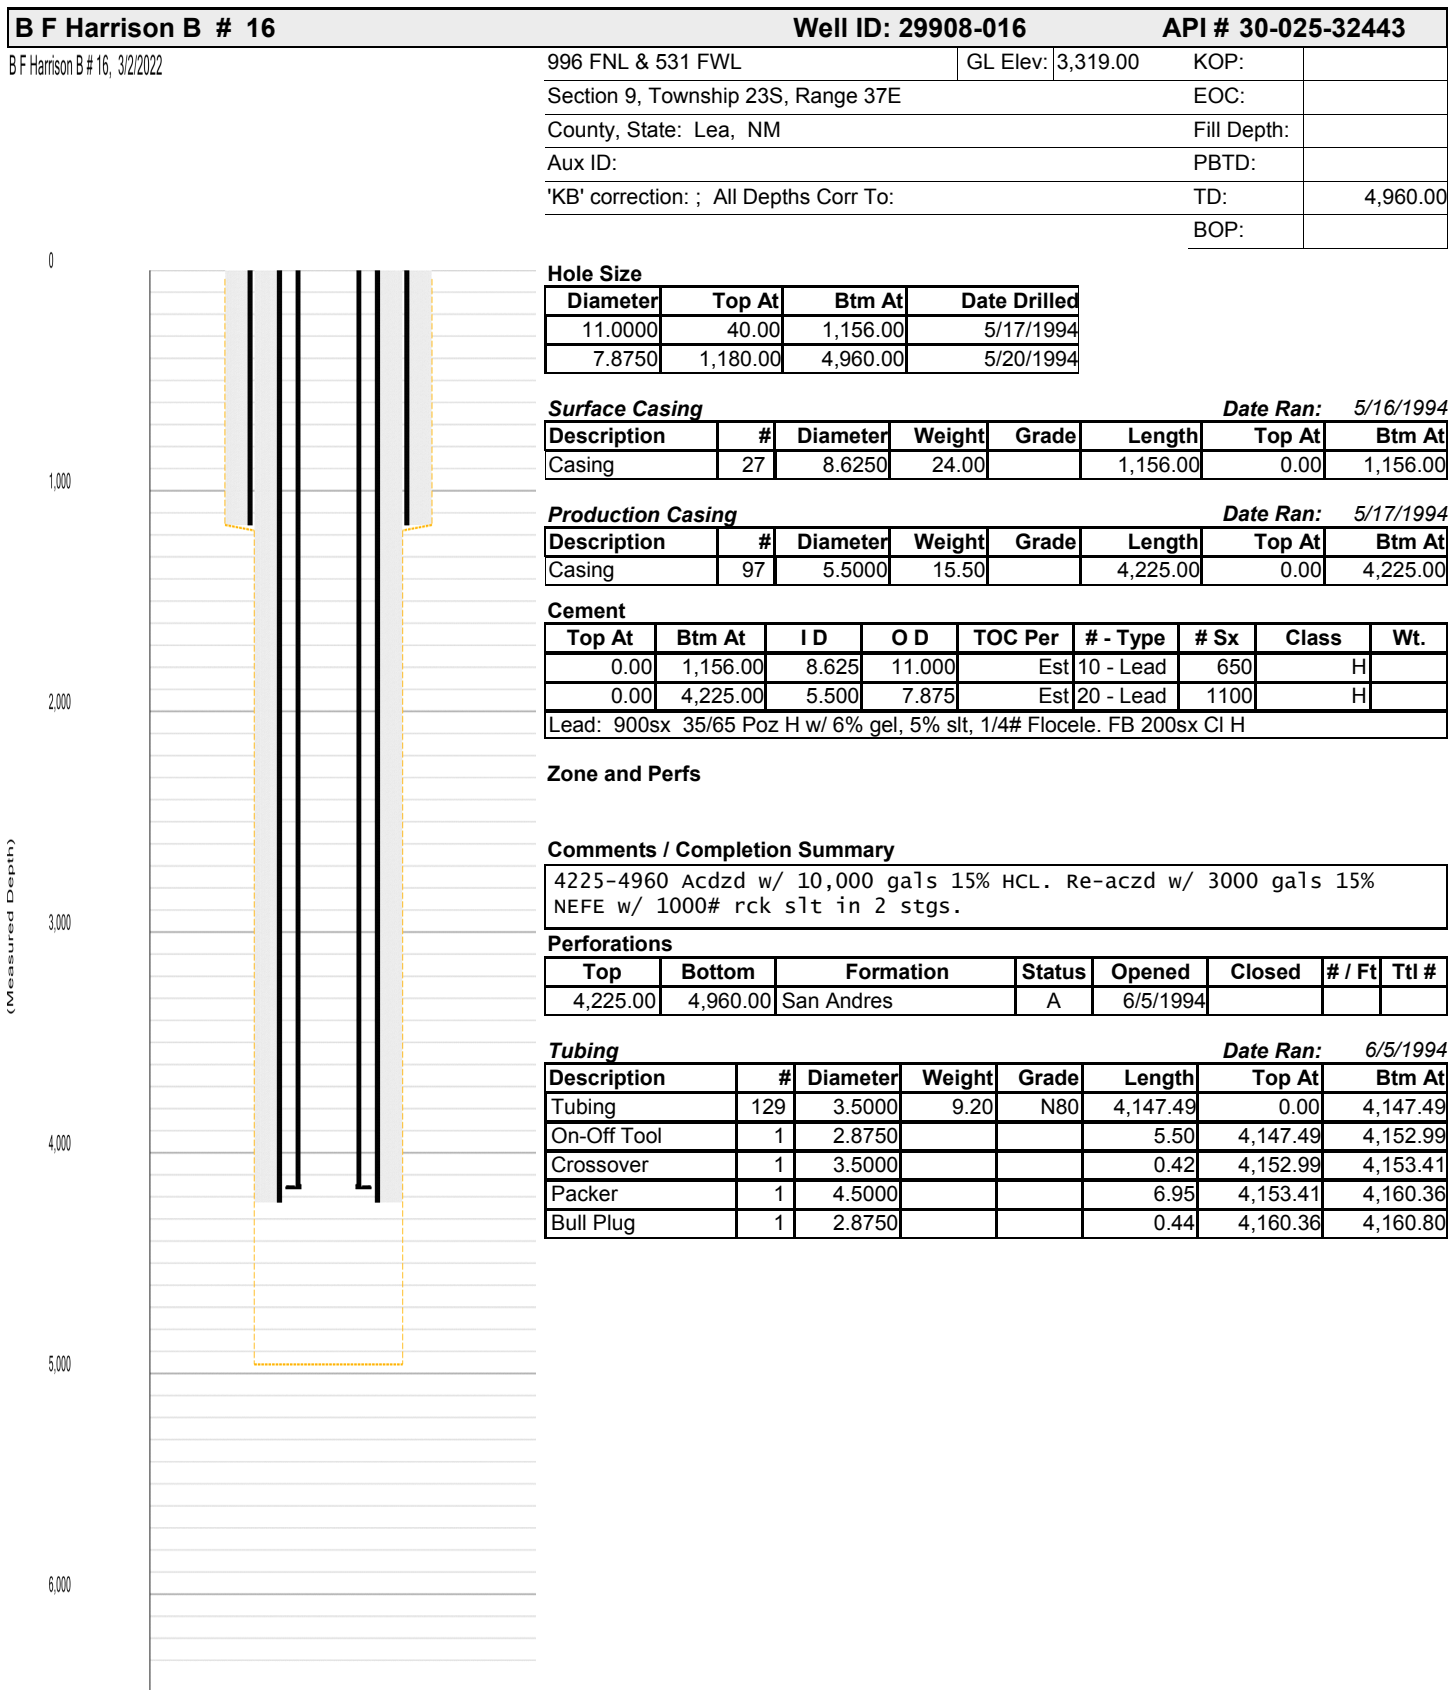 B F Harrison B # 16 Well ID: 29908-016 API # 30-025-32443
B F Harrison B # 16, 3/2/2022
996 FNL & 531 FWL GL Elev: 3,319.00 KOP:
Section 9, Township 23S, Range 37E EOC:
County, State: Lea, NM Fill Depth:
Aux ID: PBTD:
'KB' correction: ; All Depths Corr To: TD: 4,960.00
BOP:
0
1,000
2,000
3,000
4,000
5,000
6,000
(Measured Depth)
Hole Size
Diameter Top At Btm At Date Drilled
11.0000 40.00 1,156.00 5/17/1994
7.8750 1,180.00 4,960.00 5/20/1994
Surface Casing Date Ran: 5/16/1994
Description # Diameter Weight Grade Length Top At Btm At
Casing 27 8.6250 24.00 1,156.00 0.00 1,156.00
Production Casing Date Ran: 5/17/1994
Description # Diameter Weight Grade Length Top At Btm At
Casing 97 5.5000 15.50 4,225.00 0.00 4,225.00
Cement
Top At Btm At I D O D TOC Per # - Type # Sx Class Wt.
0.00 1,156.00 8.625 11.000 Est 10 - Lead 650 H
0.00 4,225.00 5.500 7.875 Est 20 - Lead 1100 H
Lead: 900sx 35/65 Poz H w/ 6% gel, 5% slt, 1/4# Flocele. FB 200sx Cl H
Zone and Perfs
Comments / Completion Summary
4225-4960 Acdzd w/ 10,000 gals 15% HCL. Re-aczd w/ 3000 gals 15%
NEFE w/ 1000# rck slt in 2 stgs.
Perforations
Top Bottom Formation Status Opened Closed # / Ft Ttl #
4,225.00 4,960.00 San Andres A 6/5/1994
Tubing Date Ran: 6/5/1994
Description # Diameter Weight Grade Length Top At Btm At
Tubing 129 3.5000 9.20 N80 4,147.49 0.00 4,147.49
On-Off Tool 1 2.8750 5.50 4,147.49 4,152.99
Crossover 1 3.5000 0.42 4,152.99 4,153.41
Packer 1 4.5000 6.95 4,153.41 4,160.36
Bull Plug 1 2.8750 0.44 4,160.36 4,160.80